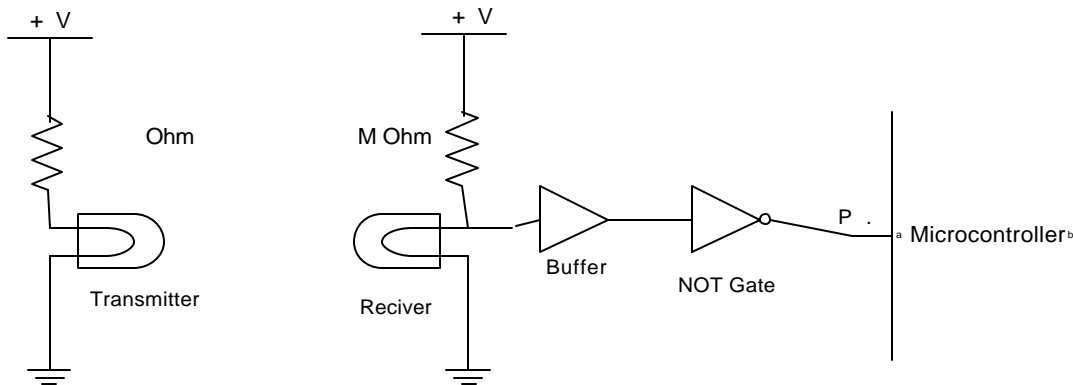 + V
+ V
Ohm
M Ohm
P .
a Microcontroller b
Buffer
NOT Gate
Transmitter
Reciver